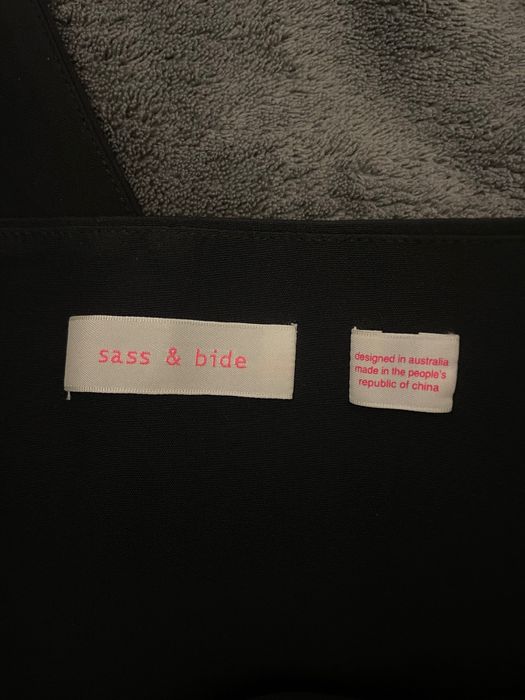 sass & bide
designed in australia
made in the people's
republic of china